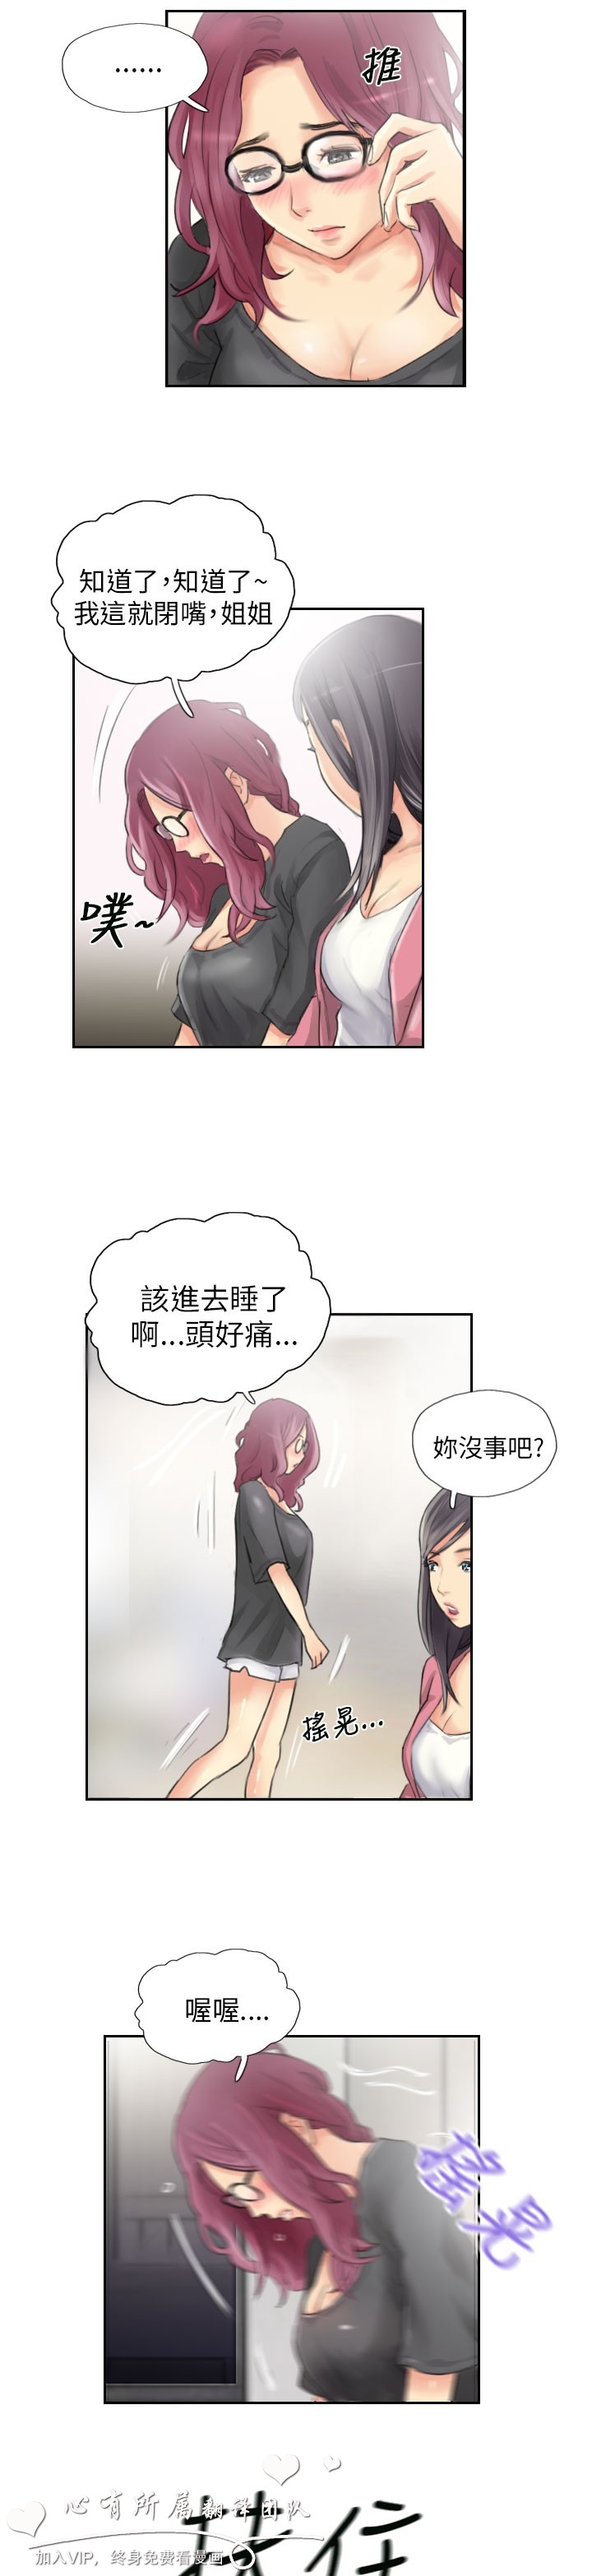 ……
推
知道了,知道了~
我這就閉嘴,姐姐
噗~
該進去睡了
啊...頭好痛...
妳沒事吧?
搖晃...
喔喔....
搖晃
心有所属翻译团队
加入VIP，终身免费看漫画